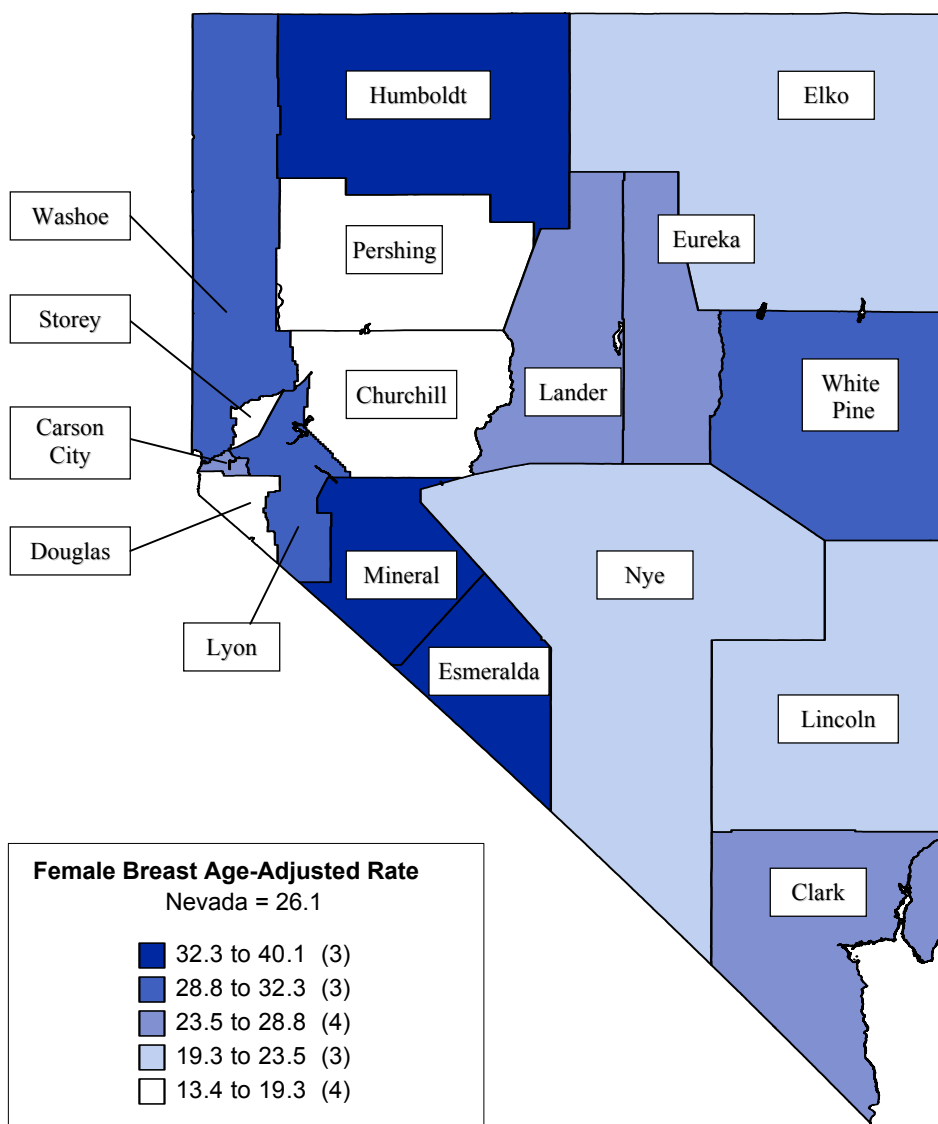 Humboldt
Elko
Washoe
Pershing
Eureka
Storey
Churchill
Lander
White
Pine
Carson
City
Douglas
Mineral
Nye
Lyon
Esmeralda
Lincoln
Clark
Female Breast Age-Adjusted Rate
Nevada = 26.1
32.3 to 40.1 (3)
28.8 to 32.3 (3)
23.5 to 28.8 (4)
19.3 to 23.5 (3)
13.4 to 19.3 (4)